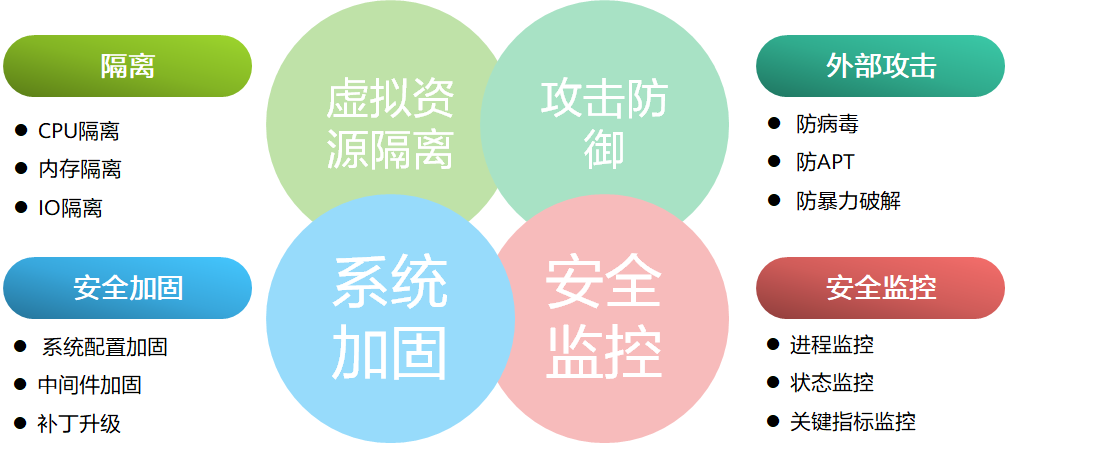 隔离
CPU隔离
内存隔离
IO隔离
虚拟资
源隔离
攻击防
御
外部攻击
防病毒
防APT
防暴力破解
安全加固
系统配置加固
中间件加固
补丁升级
系统
加固
安全
监控
安全监控
进程监控
状态监控
关键指标监控